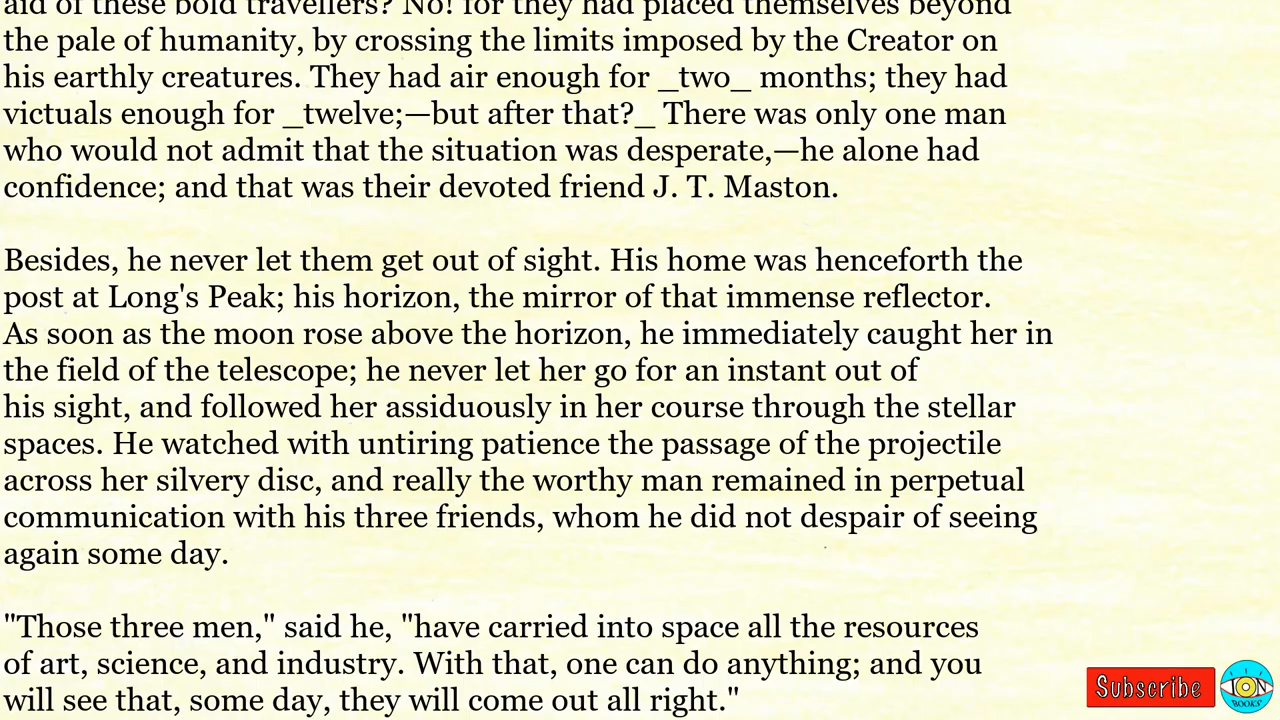 aid of these bold travellers? No! for they had placed themselves beyond
the pale of humanity, by crossing the limits imposed by the Creator on
his earthly creatures. They had air enough for _two_ months; they had
victuals enough for _twelve;—but after that?_ There was only one man
who would not admit that the situation was desperate,—he alone had
confidence; and that was their devoted friend J. T. Maston.
Besides, he never let them get out of sight. His home was henceforth the
post at Long's Peak; his horizon, the mirror of that immense reflector.
As soon as the moon rose above the horizon, he immediately caught her in
the field of the telescope; he never let her go for an instant out of
his sight, and followed her assiduously in her course through the stellar
spaces. He watched with untiring patience the passage of the projectile
across her silvery disc, and really the worthy man remained in perpetual
communication with his three friends, whom he did not despair of seeing
again some day.
"Those three men," said he, "have carried into space all the resources
of art, science, and industry. With that, one can do anything; and you
will see that, some day, they will come out all right."
Subscribe
ION
BOOKS